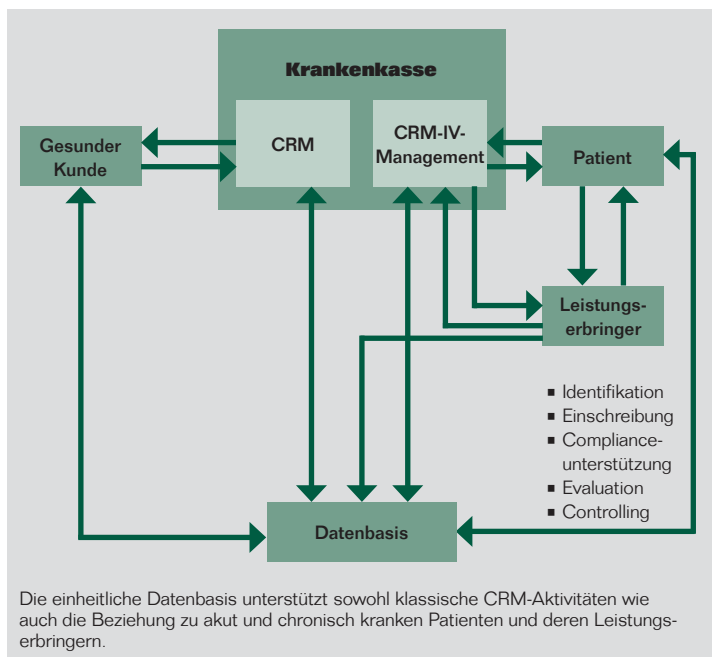 Krankenkasse
Gesunder
Kunde
CRM
CRM-IV-
Management
Patient
Leistungs-
erbringer
■ Identifikation
■ Einschreibung
■ Compliance-
unterstützung
■ Evaluation
■ Controlling
Datenbasis
Die einheitliche Datenbasis unterstützt sowohl klassische CRM-Aktivitäten wie
auch die Beziehung zu akut und chronisch kranken Patienten und deren Leistungs-
erbringern.